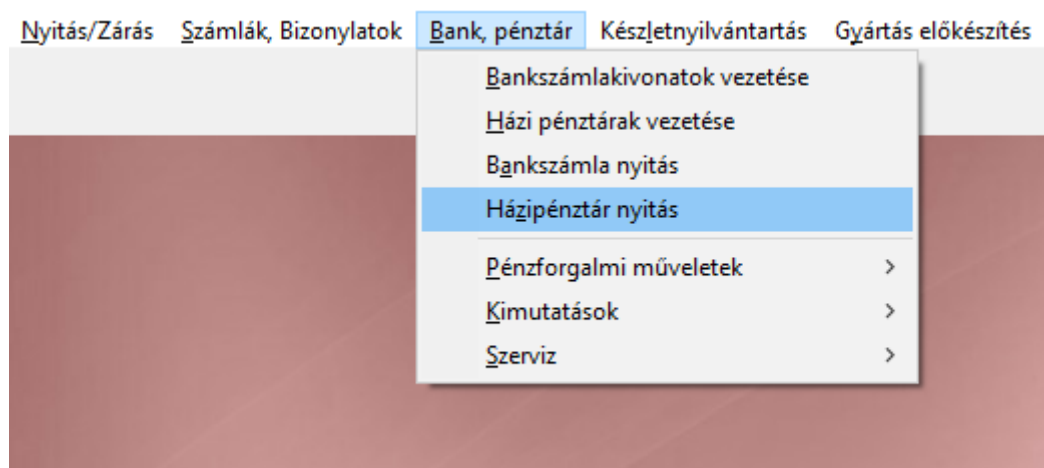 Nyitás/Zárás Számlák, Bizonylatok Bank, pénztár Készletnyilvántartás Gyártás előkészítés
Bankszámlakivonatok vezetése
Házi pénztárak vezetése
Bankszámla nyitás
Házipénztár nyitás
Pénzforgalmi műveletek
Kimutatások
Szerviz